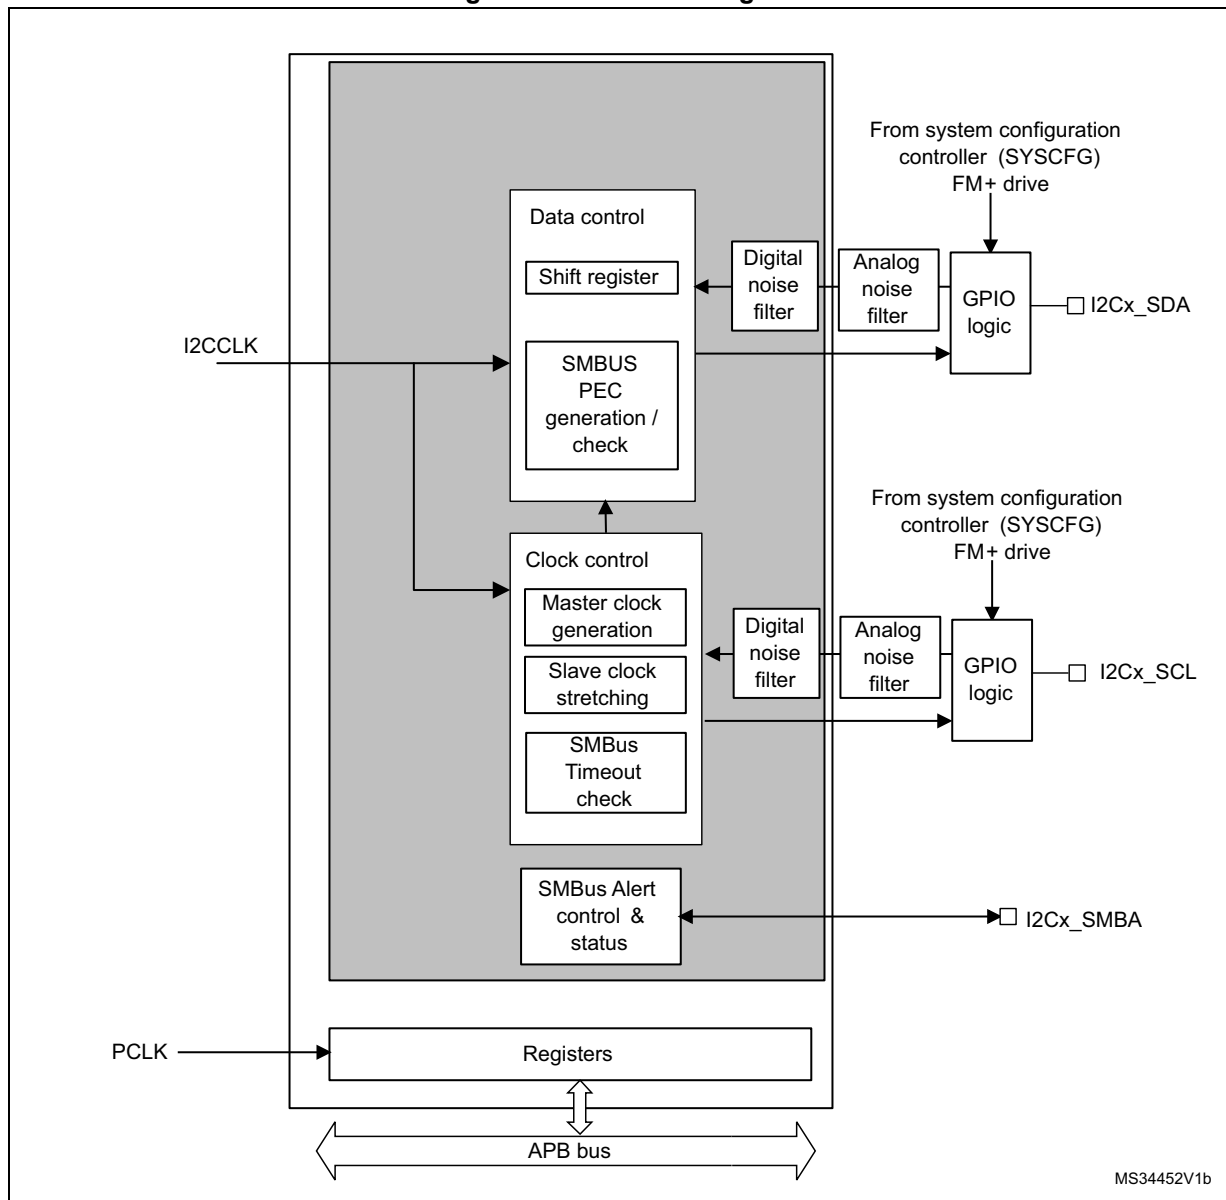 From system configuration
controller (SYSCFG)
FM+ drive
Data control
Shift register
Digital
noise
filter
Analog
noise
filter
GPIO
logic
I2Cx_SDA
I2CCLK
SMBUS
PEC
generation /
check
From system configuration
controller (SYSCFG)
FM+ drive
Clock control
Master clock
generation
Slave clock
stretching
SMBus
Timeout
check
Digital
noise
filter
Analog
noise
filter
GPIO
logic
I2Cx_SCL
SMBus Alert
control &
status
I2Cx_SMBA
PCLK
Registers
APB bus
MS34452V1b